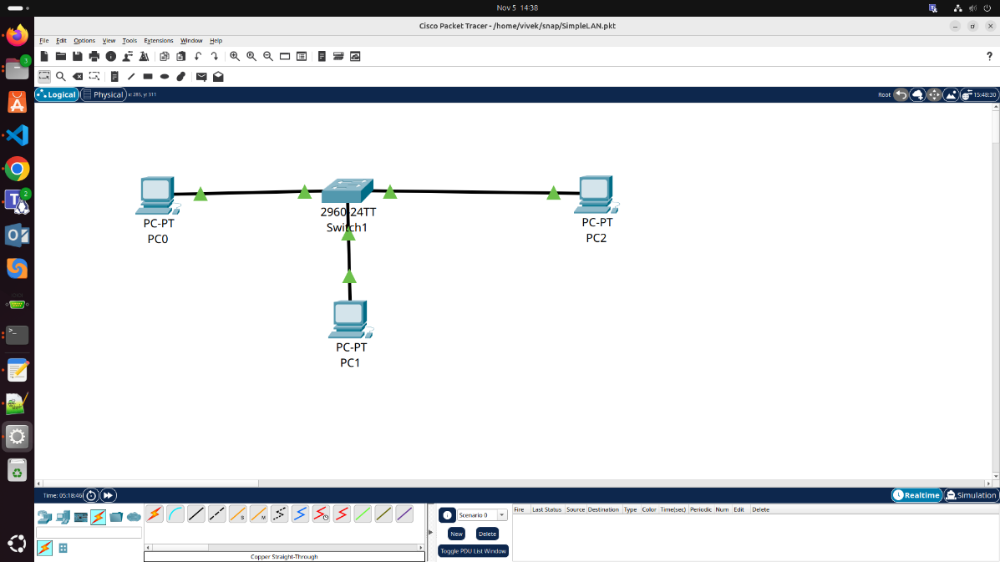 Nov 5 14:38
Cisco Packet Tracer - /home/vivek/snap/SimpleLAN.pkt
File Edit Options View Tools Extensions Window Help
Logical Physical x: 285, y: 311 Root 15:48:30
2960-24TT
Switch1
PC-PT
PC0
PC-PT
PC2
PC-PT
PC1
Time: 05:18:46 Realtime Simulation
S M
Copper Straight-Through
Scenario 0
New Delete
Toggle PDU List Window
Fire Last Status Source Destination Type Color Time(sec) Periodic Num Edit Delete
3
2